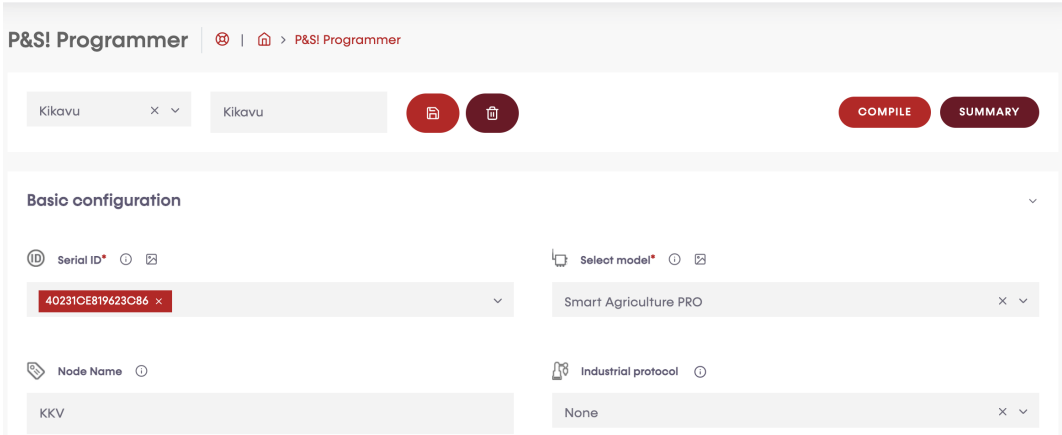 P&S! Programmer | > P&S! Programmer
Kikavu Kikavu COMPILE SUMMARY
Basic configuration
Serial ID* Select model*
40231CE819623C86 × Smart Agriculture PRO
Node Name Industrial protocol
KKV None